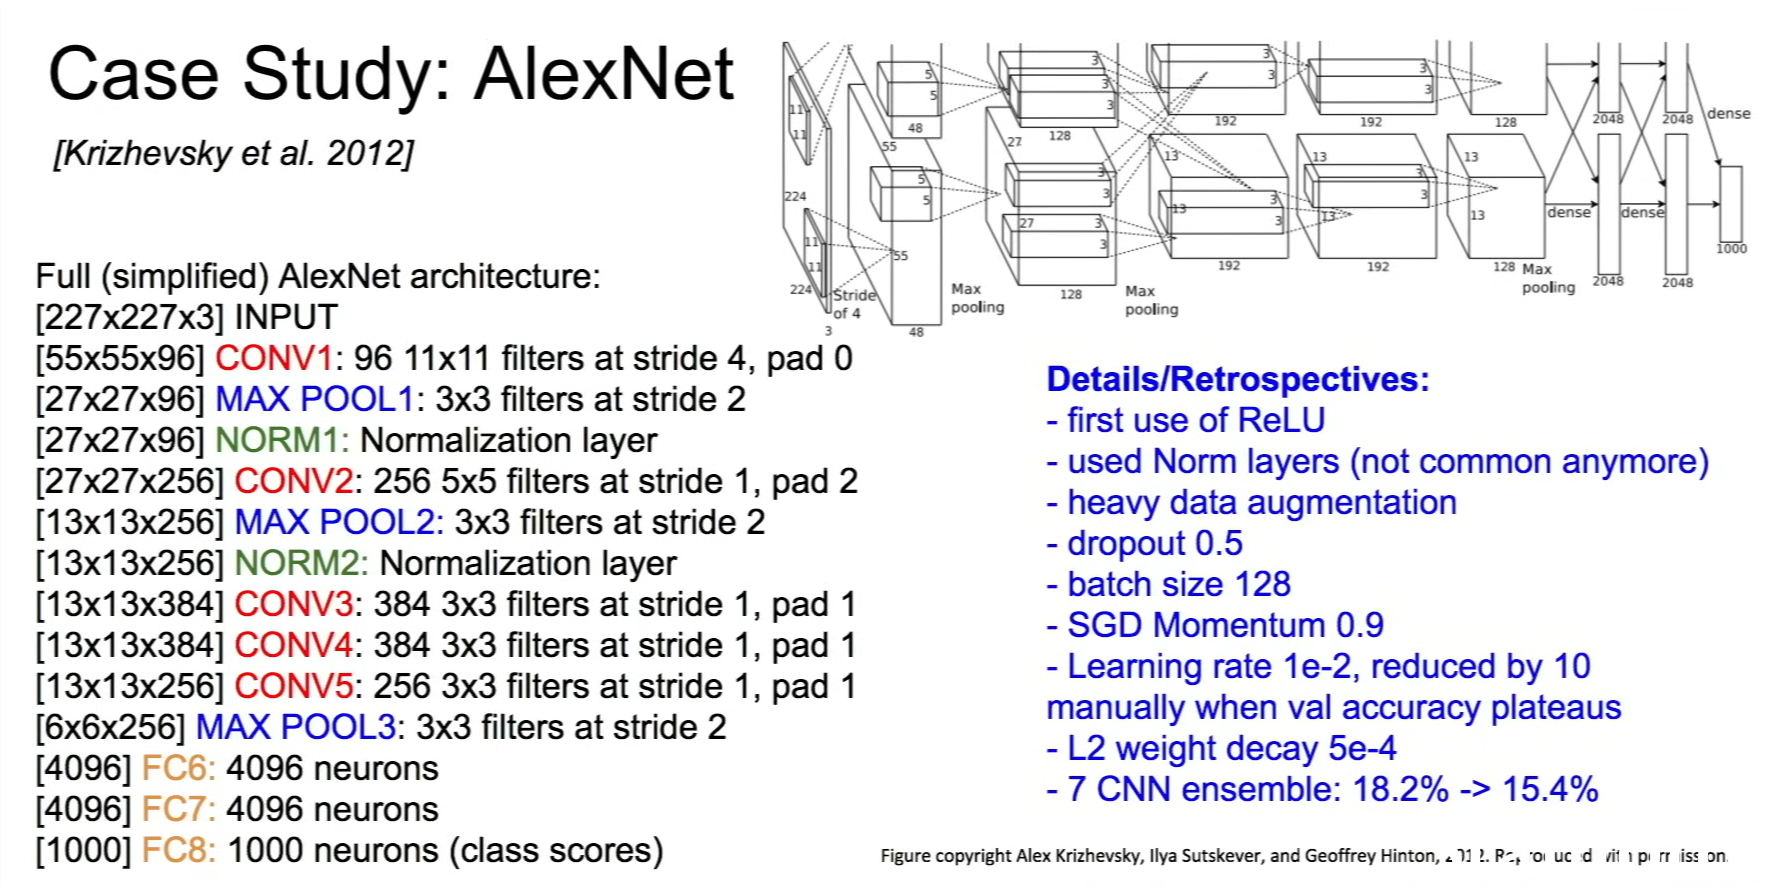 Case Study: AlexNet
[Krizhevsky et al. 2012]
Full (simplified) AlexNet architecture:
[227x227x3] INPUT
[55x55x96] CONV1: 96 11x11 filters at stride 4, pad 0
[27x27x96] MAX POOL1: 3x3 filters at stride 2
[27x27x96] NORM1: Normalization layer
[27x27x256] CONV2: 256 5x5 filters at stride 1, pad 2
[13x13x256] MAX POOL2: 3x3 filters at stride 2
[13x13x256] NORM2: Normalization layer
[13x13x384] CONV3: 384 3x3 filters at stride 1, pad 1
[13x13x384] CONV4: 384 3x3 filters at stride 1, pad 1
[13x13x256] CONV5: 256 3x3 filters at stride 1, pad 1
[6x6x256] MAX POOL3: 3x3 filters at stride 2
[4096] FC6: 4096 neurons
[4096] FC7: 4096 neurons
[1000] FC8: 1000 neurons (class scores)
5 3 3 3
11 5 3 3 3
11 48 128 192 192 128 2048 2048 dense
55 27 13 13 13
224 5 3 3 3
5 3 13 3 3
11 27 3 13 13 dense dense
11 55 3 1000
224 Stride of 4
3 48
Max pooling
128
Max pooling
192 192 128
Max pooling
2048 2048
Details/Retrospectives:
- first use of ReLU
- used Norm layers (not common anymore)
- heavy data augmentation
- dropout 0.5
- batch size 128
- SGD Momentum 0.9
- Learning rate 1e-2, reduced by 10
manually when val accuracy plateaus
- L2 weight decay 5e-4
- 7 CNN ensemble: 18.2% -> 15.4%
Figure copyright Alex Krizhevsky, Ilya Sutskever, and Geoffrey Hinton,